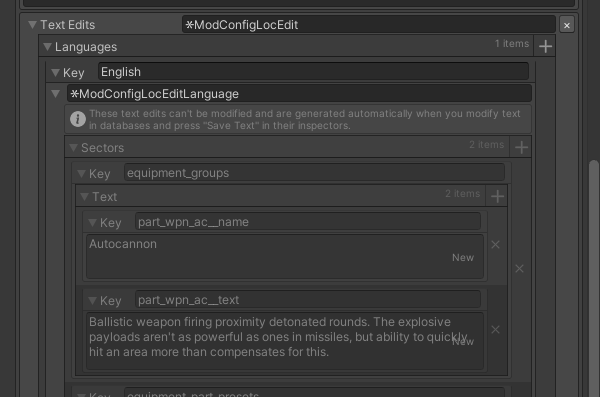 Text Edits
⁎ModConfigLocEdit
Languages
1 items
Key
English
⁎ModConfigLocEditLanguage
These text edits can't be modified and are generated automatically when you modify text
in databases and press "Save Text" in their inspectors.
Sectors
2 items
Key
equipment_groups
Text
2 items
Key
part_wpn_ac__name
Autocannon
New
Key
part_wpn_ac__text
Ballistic weapon firing proximity detonated rounds. The explosive
payloads aren't as powerful as ones in missiles, but ability to quickly
New
hit an area more than compensates for this.
Key
equipment_part_presets